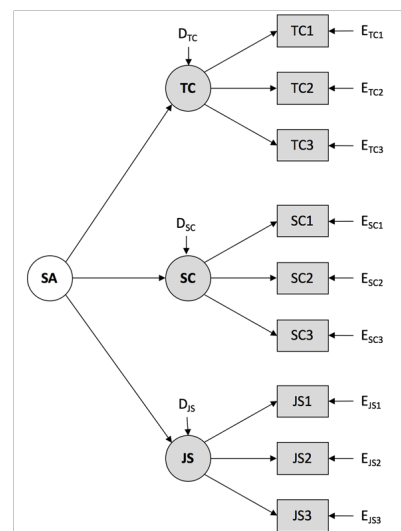 D_TC
TC
TC1
E_TC1
TC2
E_TC2
TC3
E_TC3
SA
D_SC
SC
SC1
E_SC1
SC2
E_SC2
SC3
E_SC3
D_JS
JS
JS1
E_JS1
JS2
E_JS2
JS3
E_JS3